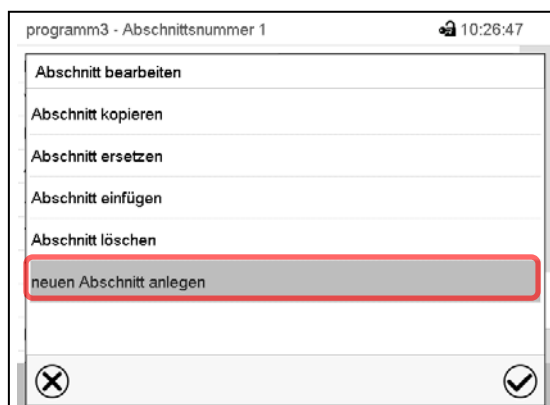 programm3 - Abschnittsnummer 1 10:26:47
Abschnitt bearbeiten
Abschnitt kopieren
Abschnitt ersetzen
Abschnitt einfügen
Abschnitt löschen
neuen Abschnitt anlegen